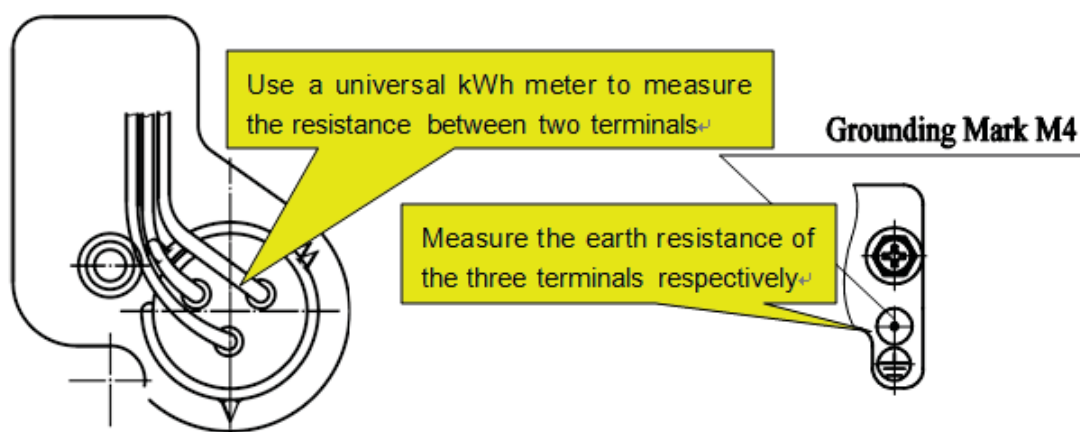 Use a universal kWh meter to measure
the resistance between two terminals↵
Grounding Mark M4
Measure the earth resistance of
the three terminals respectively↵